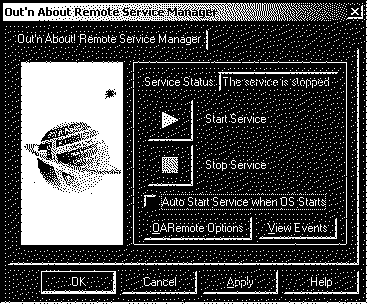 Out'n About Remote Service Manager
Out'n About! Remote Service Manager
Service Status: The service is stopped
Start Service
Stop Service
Auto Start Service when OS Starts
OARemote Options View Events
OK Cancel Apply Help